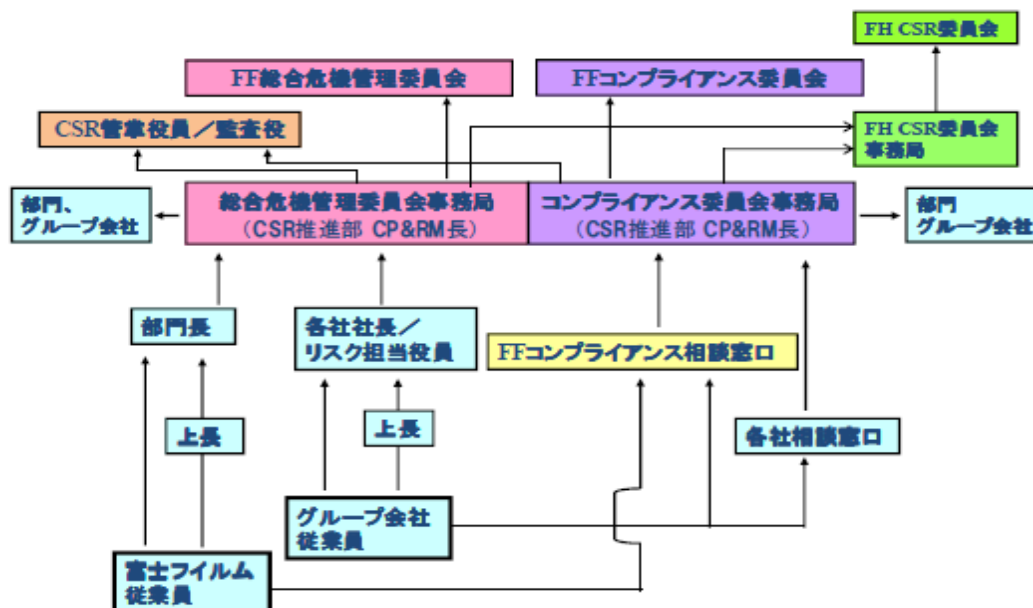 FH CSR委員会
FF総合危機管理委員会
FFコンプライアンス委員会
CSR管掌役員／監査役
FH CSR委員会
事務局
部門、
グループ会社
総合危機管理委員会事務局
（CSR推進部 CP&RM長）
コンプライアンス委員会事務局
（CSR推進部 CP&RM長）
部門
グループ会社
部門長
各社社長／
リスク担当役員
FFコンプライアンス相談窓口
上長
上長
各社相談窓口
グループ会社
従業員
富士フイルム
従業員